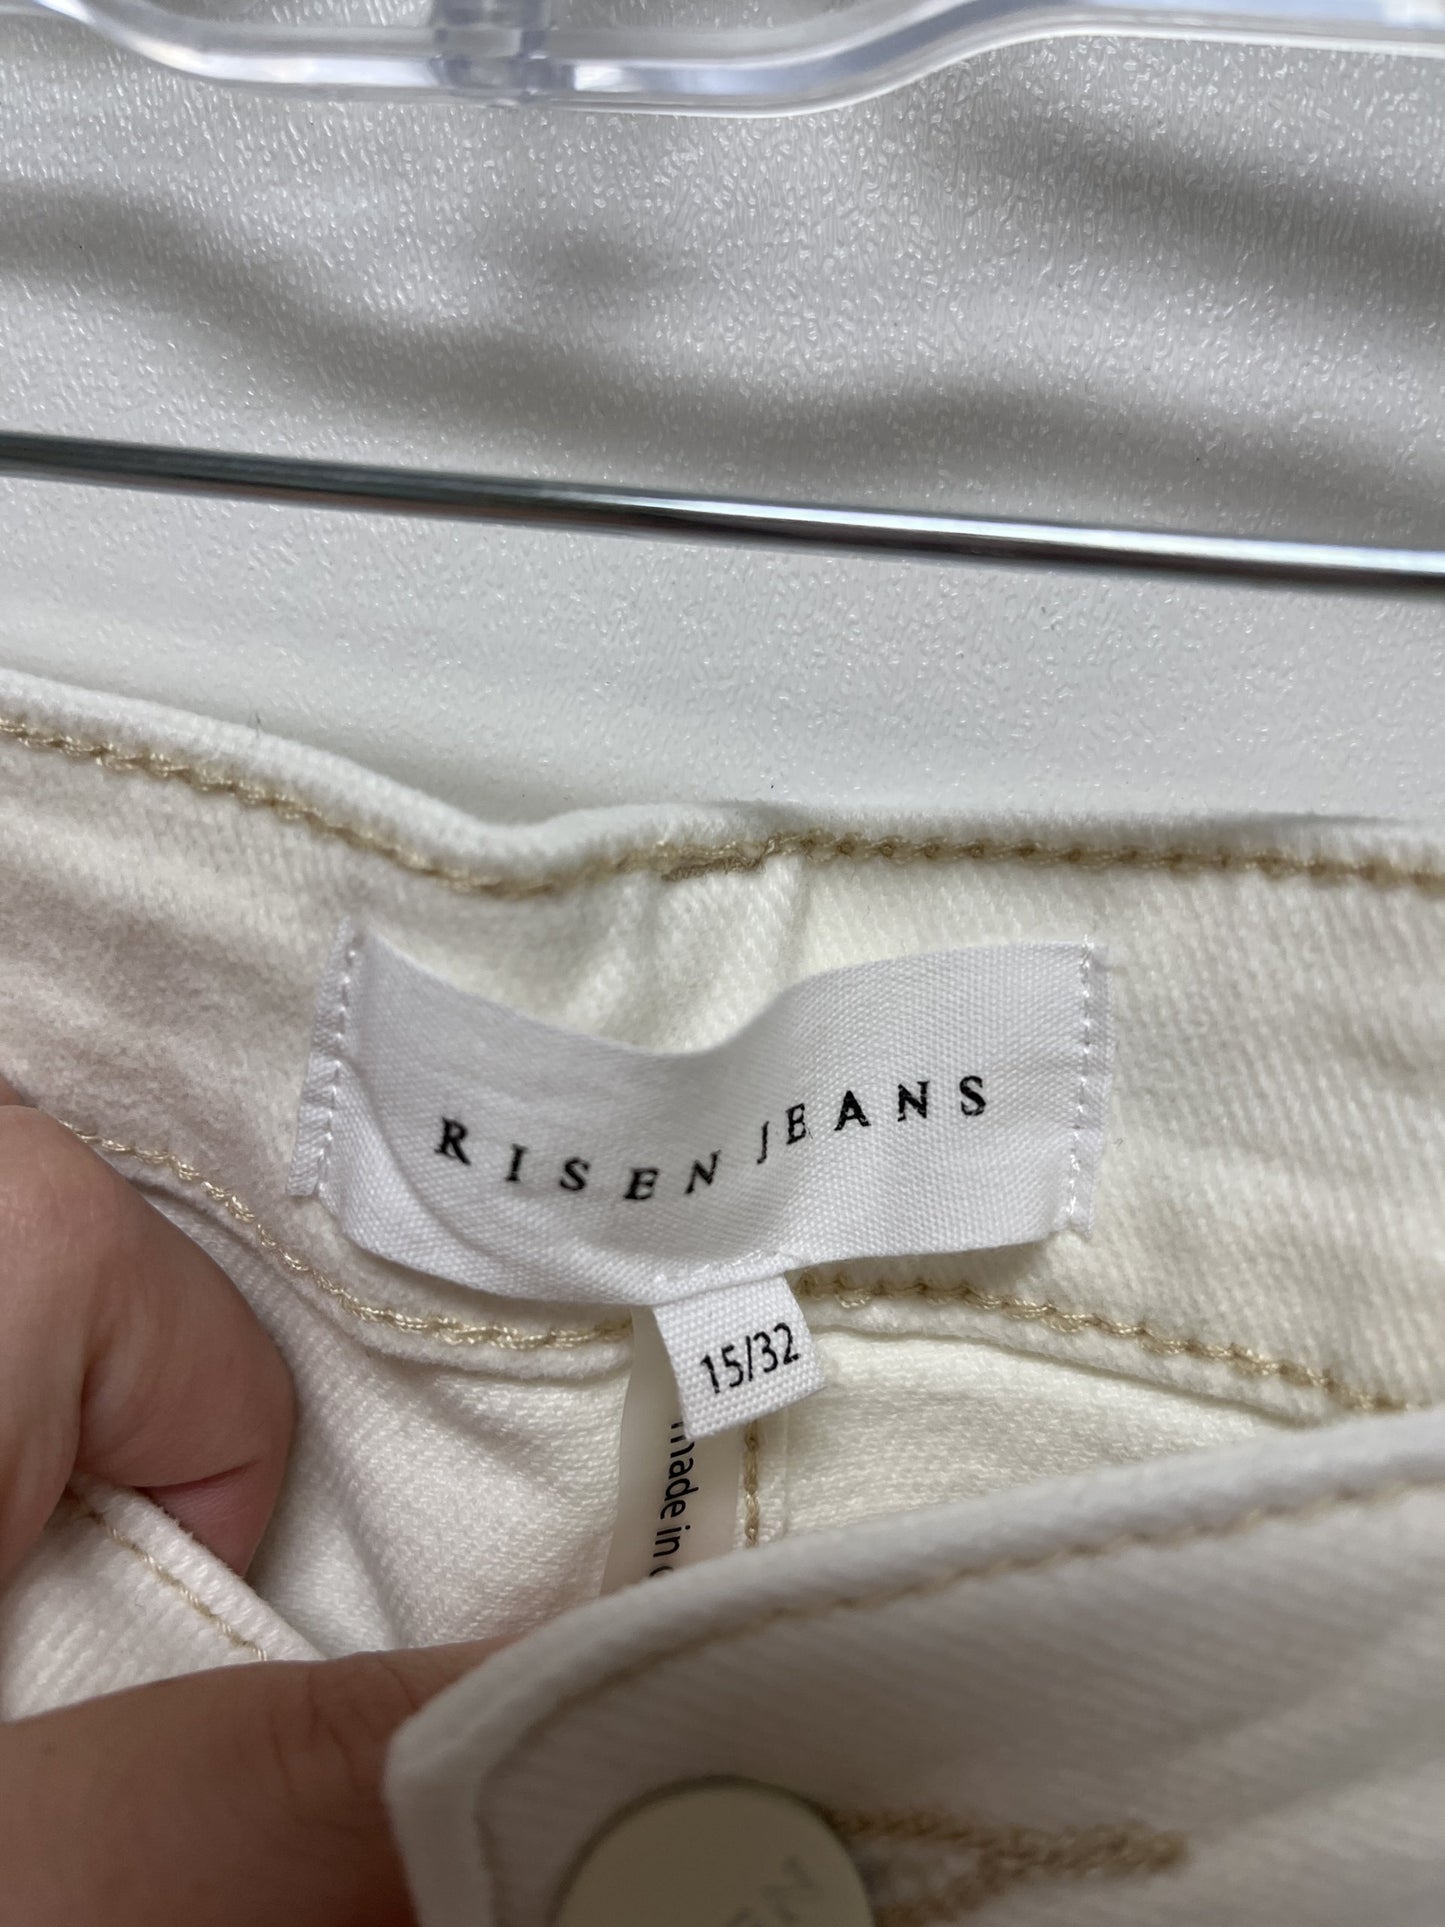 RISEN JEANS
15/32
made in